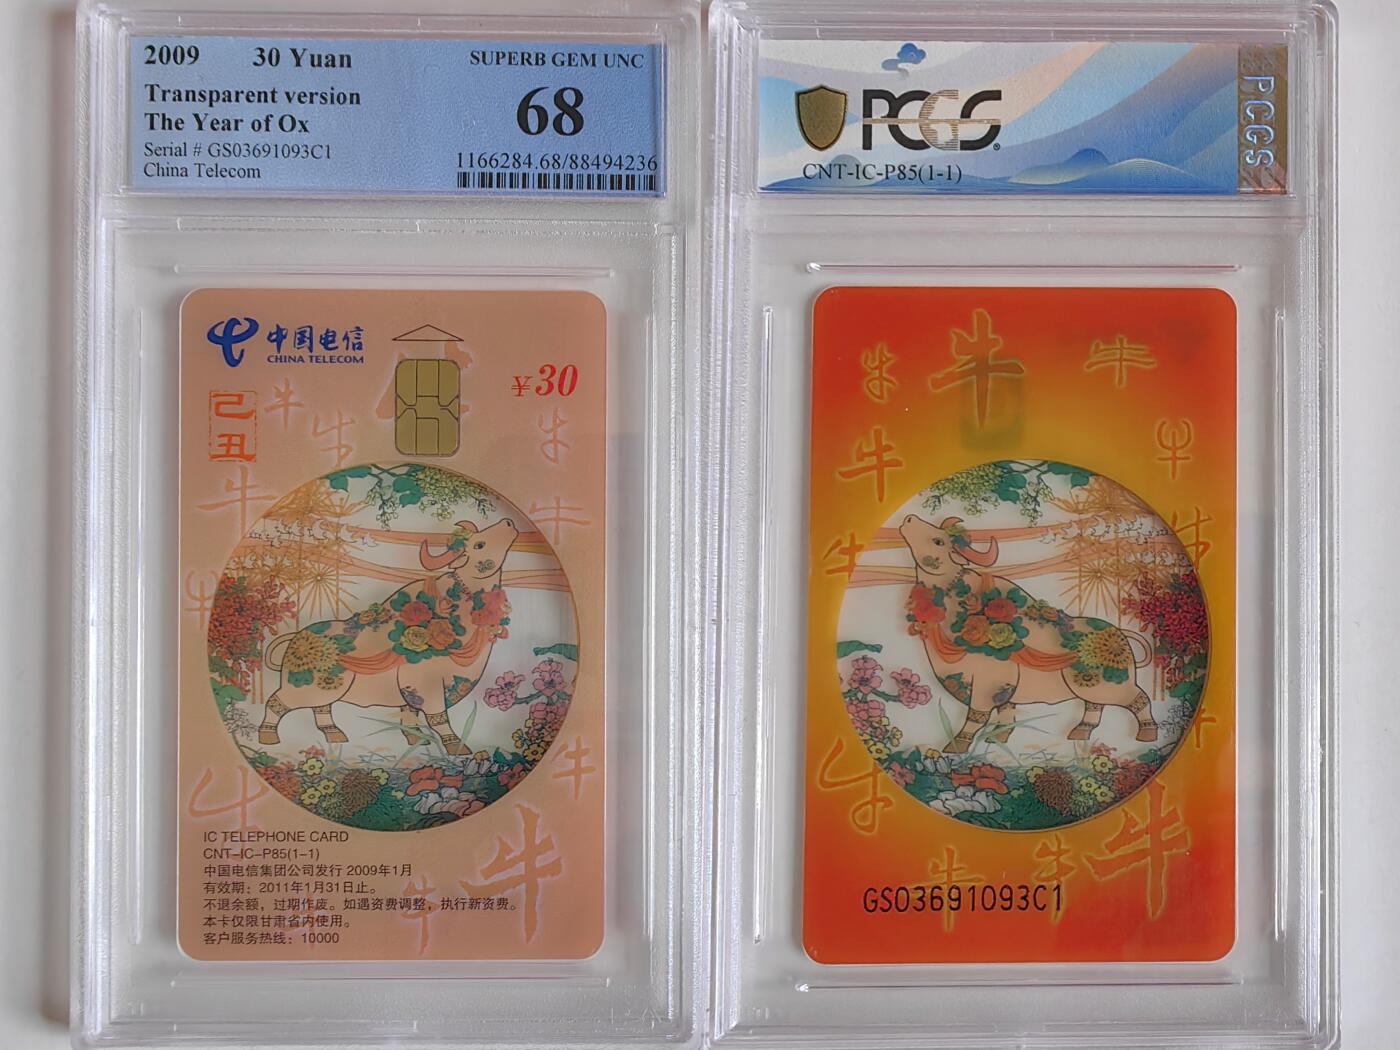 2009 30 Yuan
SUPERB GEM UNC
Transparent version
The Year of Ox
68
Serial # GS03691093C1
China Telecom
1166284.68/88494236
中国电信
CHINA TELECOM
¥30
己丑
牛
牛
牛
牛
牛
牛
牛
牛
牛
牛
IC TELEPHONE CARD
CNT-IC-P85(1-1)
中国电信集团公司发行 2009年1月
有效期：2011年1月31日止。
不退余额，过期作废。如遇资费调整，执行新资费。
本卡仅限甘肃省内使用。
客户服务热线：10000
PCGS
CNT-IC-P85(1-1)
PCGS
牛
牛
牛
牛
牛
牛
牛
牛
牛
牛
牛
GS03691093C1